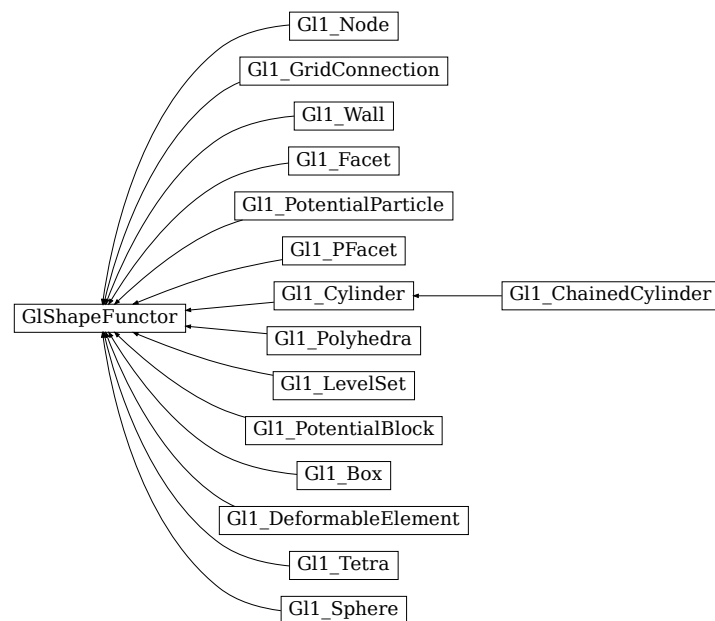 Gl1_Node
Gl1_GridConnection
Gl1_Wall
Gl1_Facet
Gl1_PotentialParticle
Gl1_PFacet
Gl1_Cylinder
Gl1_ChainedCylinder
GlShapeFunctor
Gl1_Polyhedra
Gl1_LevelSet
Gl1_PotentialBlock
Gl1_Box
Gl1_DeformableElement
Gl1_Tetra
Gl1_Sphere